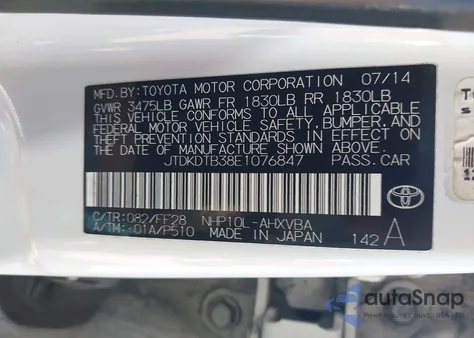 MFD.BY:TOYOTA MOTOR CORPORATION 07/14
GVWR 3475LB GAWR FR 1830LB RR 1830LB
THIS VEHICLE CONFORMS TO ALL APPLICABLE
FEDERAL MOTOR VEHICLE SAFETY,BUMPER,AND
THEFT PREVENTION STANDARDS IN EFFECT ON
THE DATE OF MANUFACTURE SHOWN ABOVE.
JTDKDTB38E1076847 PASS.CAR
C/TR:082/FF28 NHP10L-AHXVBA
A/TM:-01A/P510 MADE IN JAPAN 142 A
autoSnap